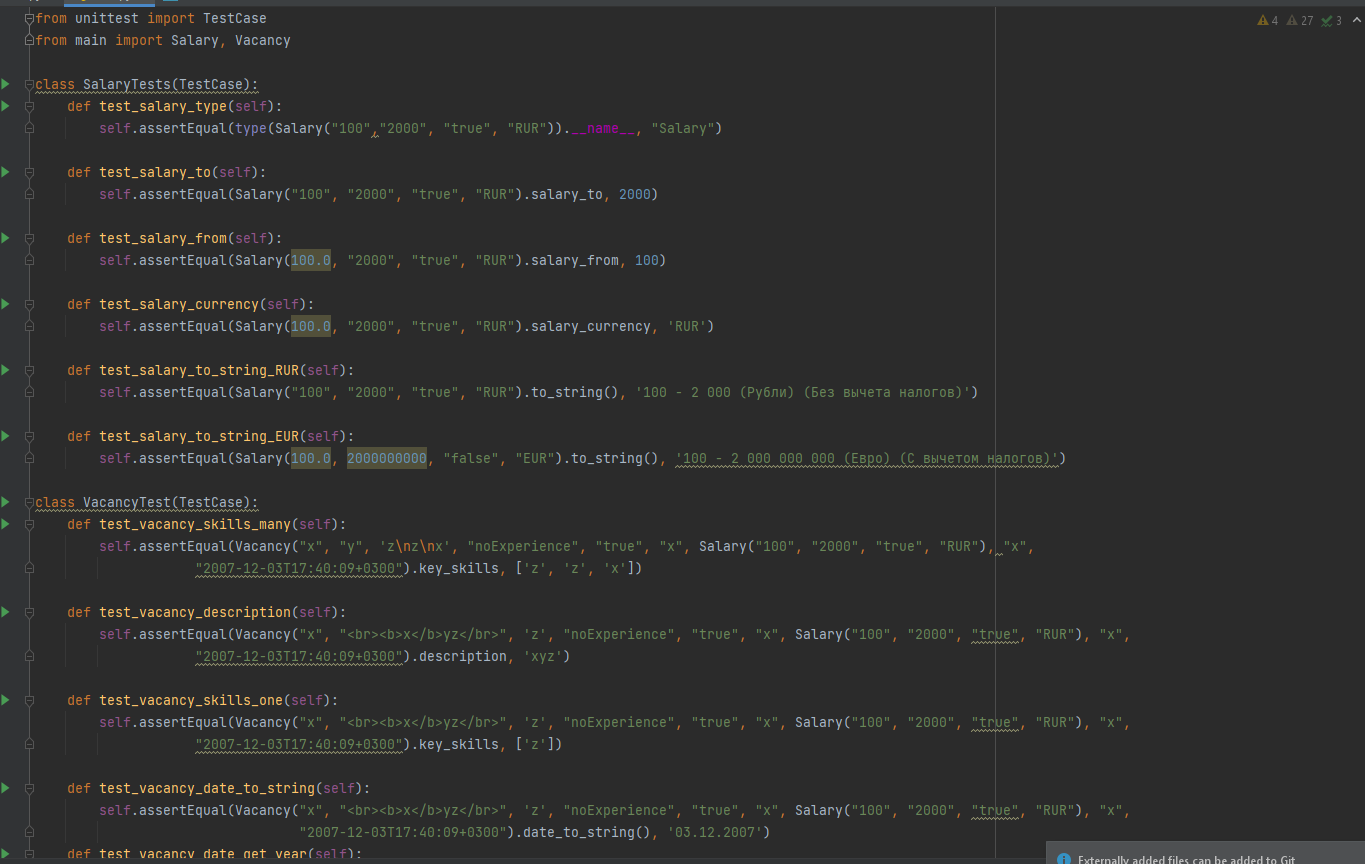 from unittest import TestCase
4 27 3
from main import Salary, Vacancy
class SalaryTests(TestCase):
def test_salary_type(self):
self.assertEqual(type(Salary("100","2000", "true", "RUR")).__name__, "Salary")
def test_salary_to(self):
self.assertEqual(Salary("100", "2000", "true", "RUR").salary_to, 2000)
def test_salary_from(self):
self.assertEqual(Salary(100.0, "2000", "true", "RUR").salary_from, 100)
def test_salary_currency(self):
self.assertEqual(Salary(100.0, "2000", "true", "RUR").salary_currency, 'RUR')
def test_salary_to_string_RUR(self):
self.assertEqual(Salary("100", "2000", "true", "RUR").to_string(), '100 - 2 000 (Рубли) (Без вычета налогов)')
def test_salary_to_string_EUR(self):
self.assertEqual(Salary(100.0, 2000000000, "false", "EUR").to_string(), '100 - 2 000 000 000 (Евро) (С вычетом налогов)')
class VacancyTest(TestCase):
def test_vacancy_skills_many(self):
self.assertEqual(Vacancy("x", "y", 'z\nz\nx', "noExperience", "true", "x", Salary("100", "2000", "true", "RUR"), "x",
"2007-12-03T17:40:09+0300").key_skills, ['z', 'z', 'x'])
def test_vacancy_description(self):
self.assertEqual(Vacancy("x", "<br><b>x</b>yz</br>", 'z', "noExperience", "true", "x", Salary("100", "2000", "true", "RUR"), "x",
"2007-12-03T17:40:09+0300").description, 'xyz')
def test_vacancy_skills_one(self):
self.assertEqual(Vacancy("x", "<br><b>x</b>yz</br>", 'z', "noExperience", "true", "x", Salary("100", "2000", "true", "RUR"), "x",
"2007-12-03T17:40:09+0300").key_skills, ['z'])
def test_vacancy_date_to_string(self):
self.assertEqual(Vacancy("x", "<br><b>x</b>yz</br>", 'z', "noExperience", "true", "x", Salary("100", "2000", "true", "RUR"), "x",
"2007-12-03T17:40:09+0300").date_to_string(), '03.12.2007')
def test_vacancy_date_get_year(self):
Externally added files can be added to Git